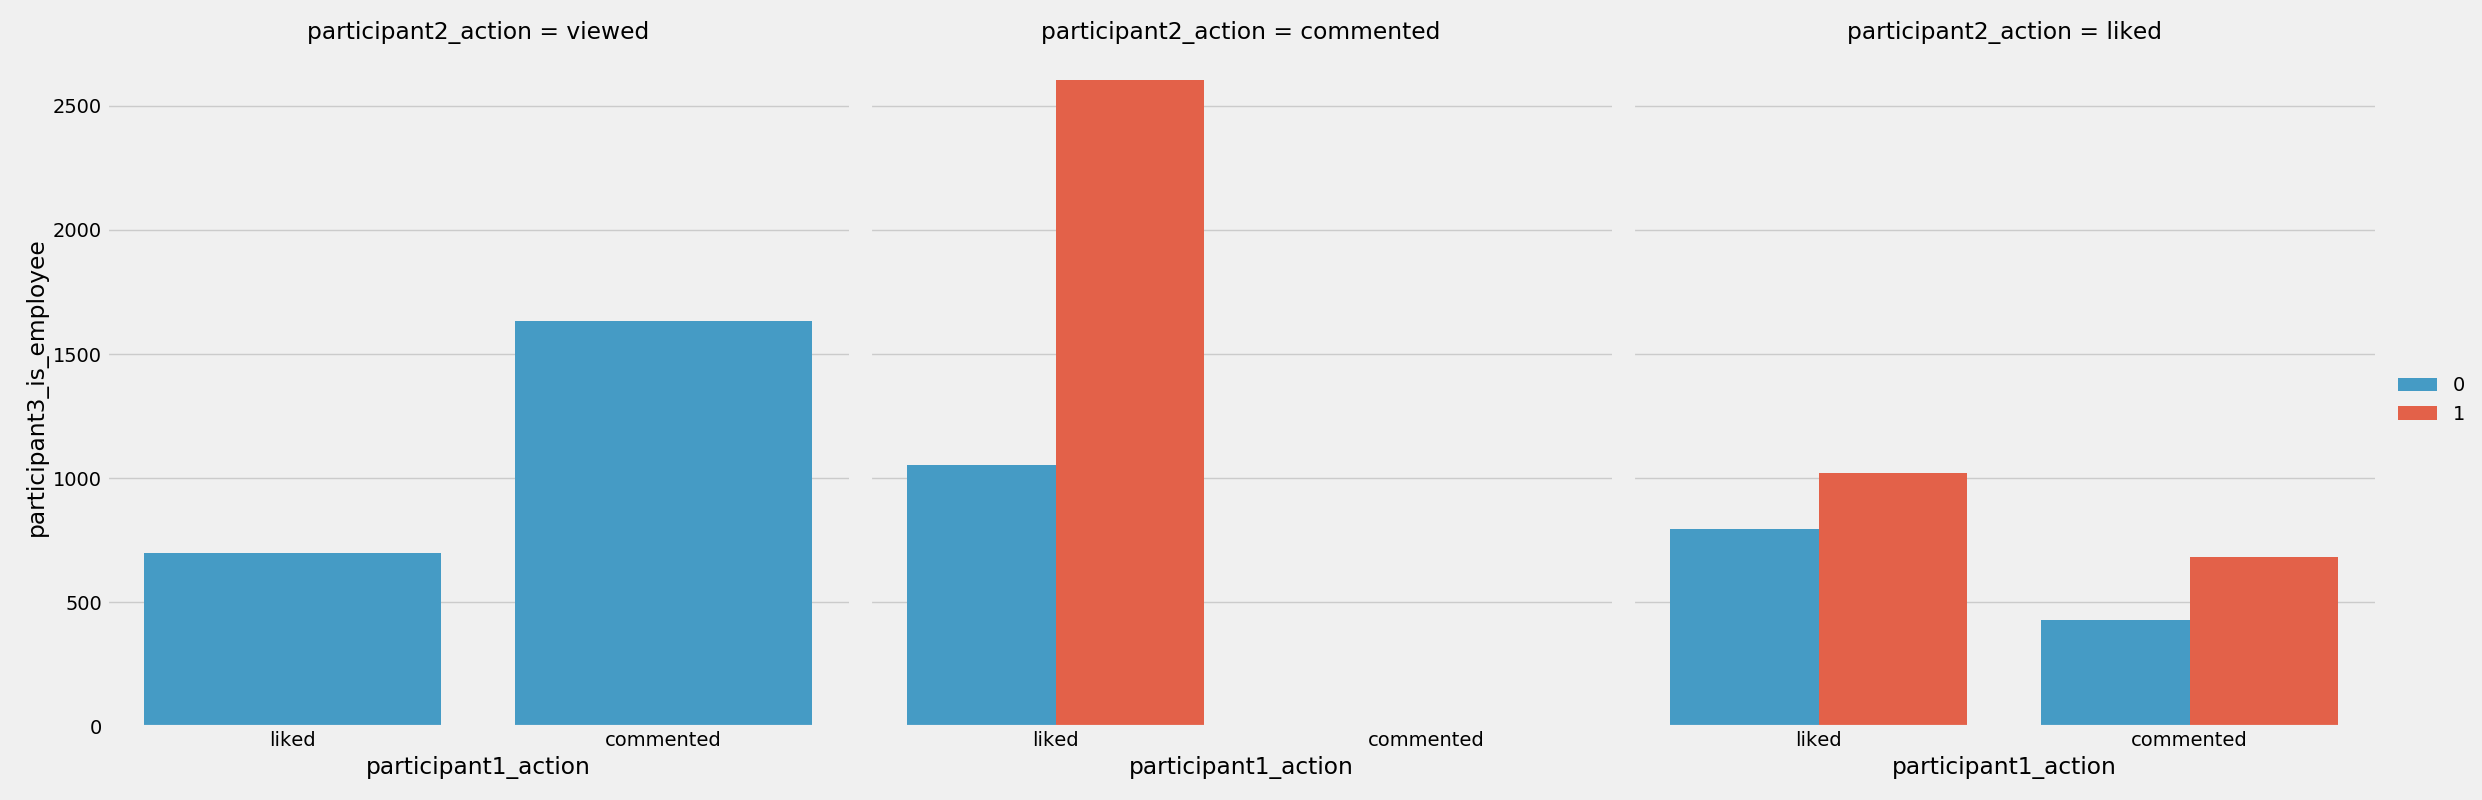 participant2_action = viewed
participant2_action = commented
participant2_action = liked
participant3_is_employee
2500
2000
1500
1000
500
0
liked
commented
liked
commented
liked
commented
participant1_action
participant1_action
participant1_action
0
1